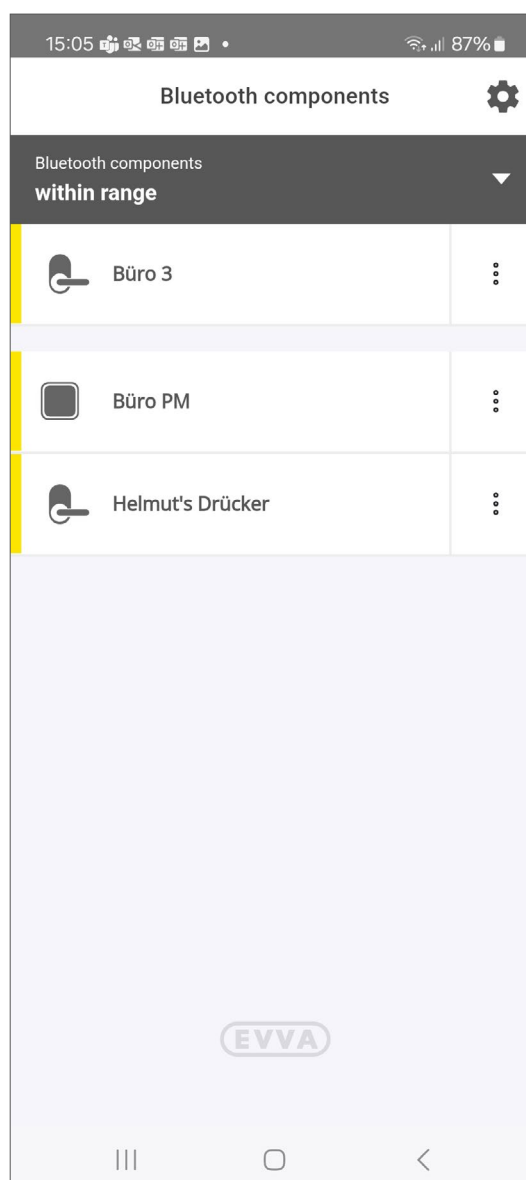 15:05
87%
Bluetooth components
Bluetooth components
within range
Büro 3
Büro PM
Helmut's Drücker
EVVA